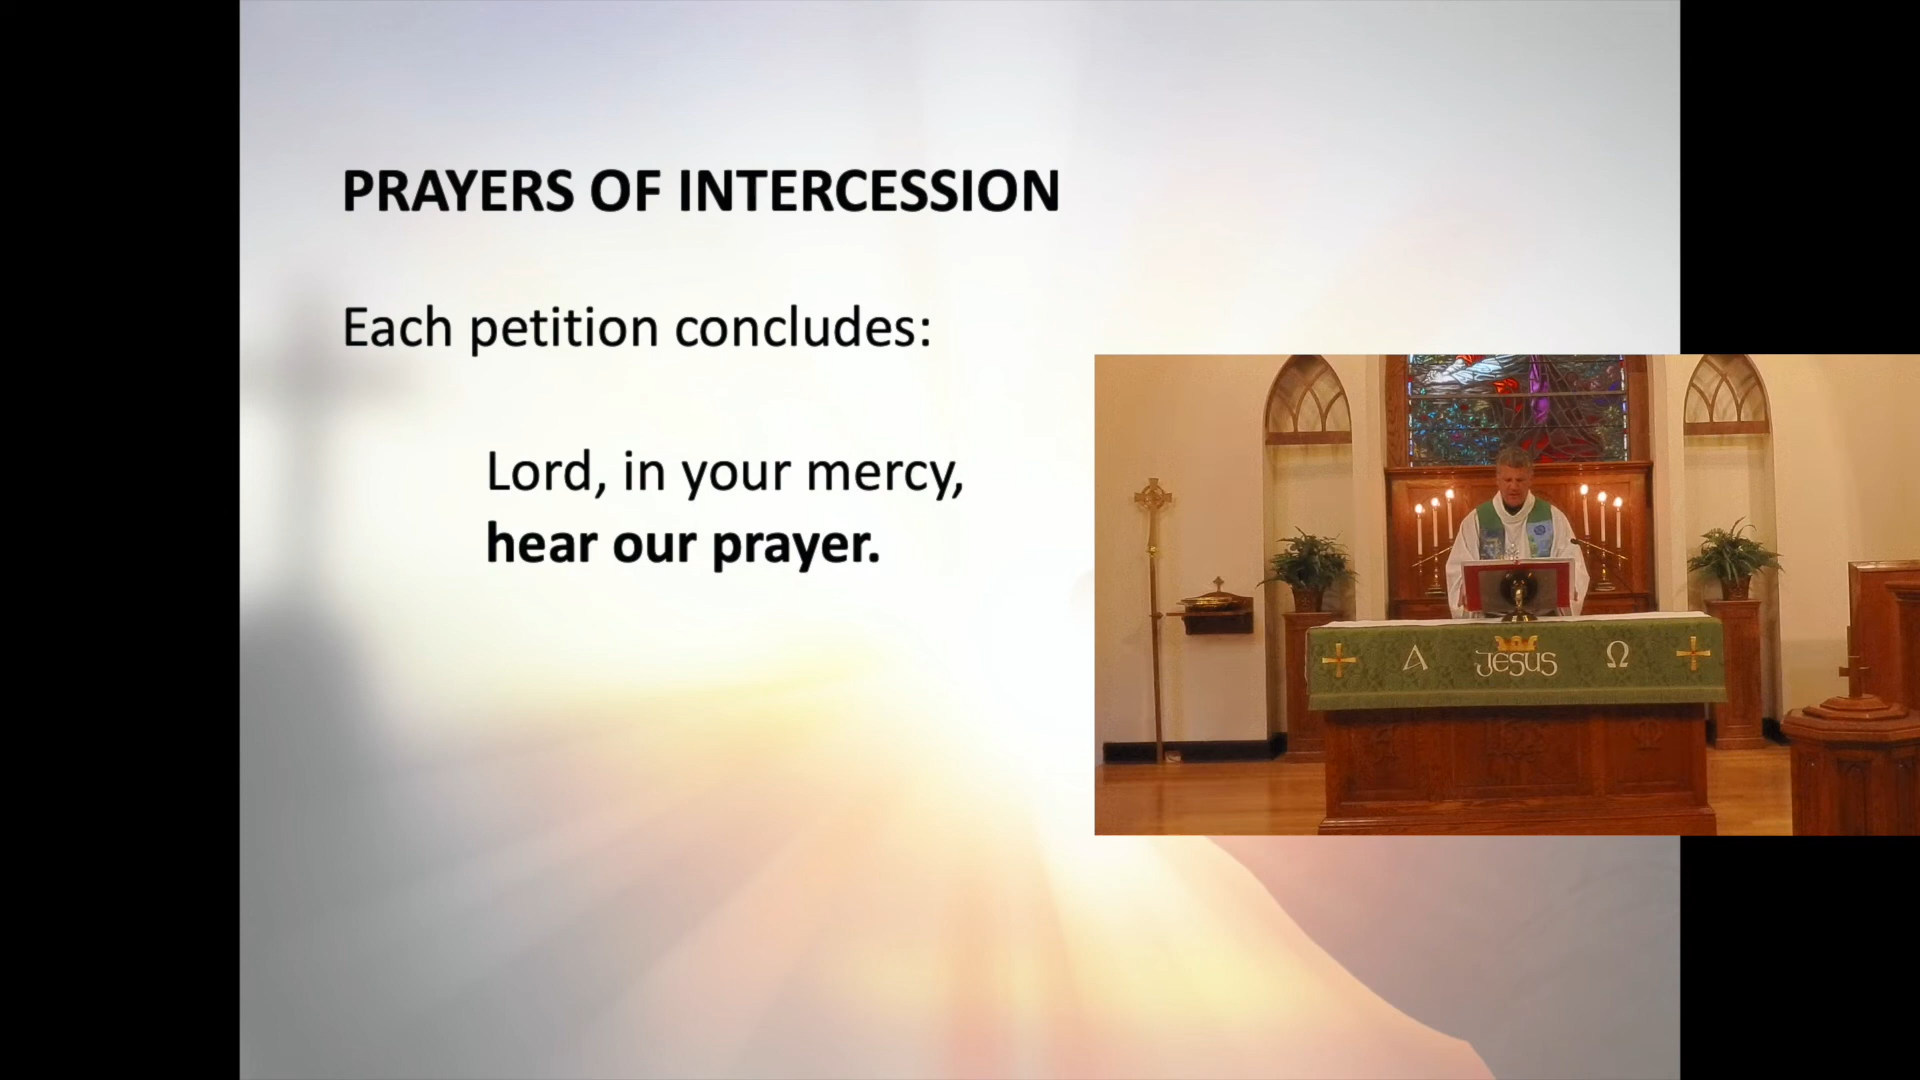 PRAYERS OF INTERCESSION
Each petition concludes:
Lord, in your mercy,
hear our prayer.
Α JESUS Ω